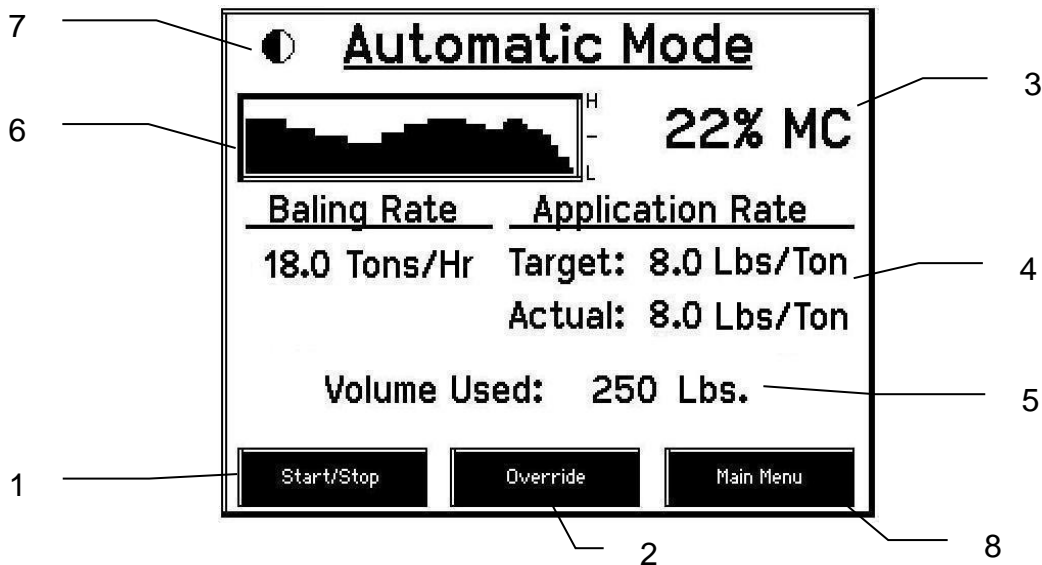 7
Automatic Mode
3
H
–
L
22% MC
6
Baling Rate Application Rate
18.0 Tons/Hr Target: 8.0 Lbs/Ton
4
Actual: 8.0 Lbs/Ton
Volume Used: 250 Lbs.
5
1
Start/Stop Override Main Menu
2
8